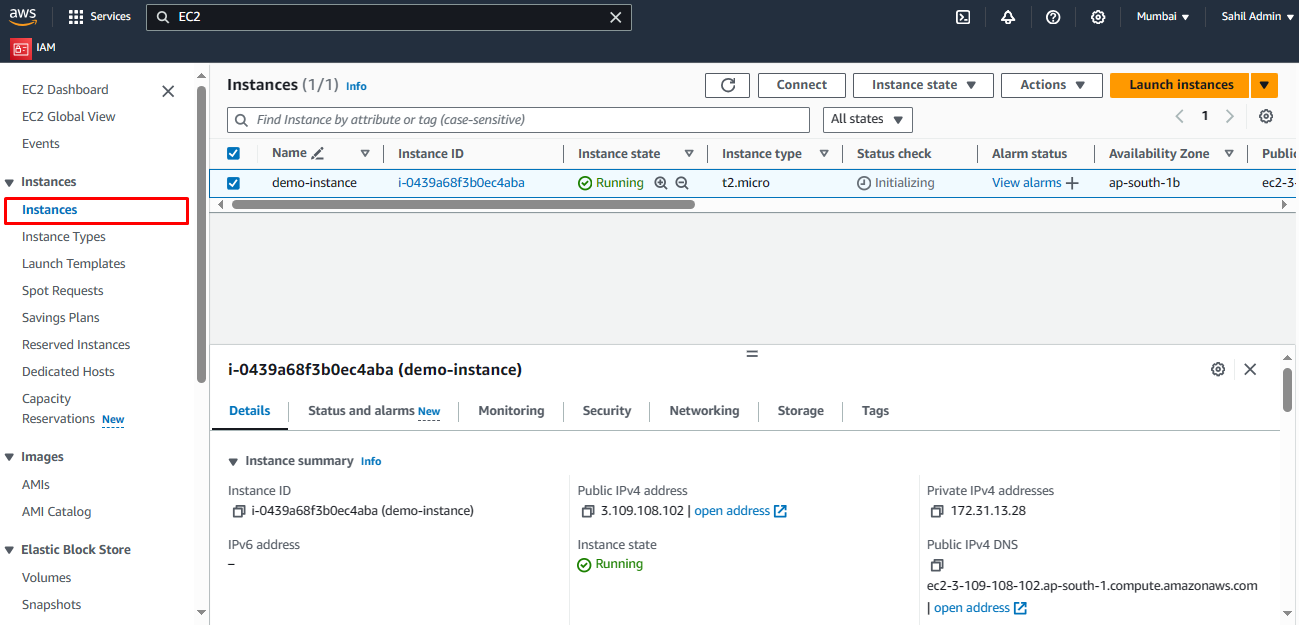 aws Services EC2 Mumbai Sahil Admin
IAM
EC2 Dashboard
EC2 Global View
Events
Instances
Instances
Instance Types
Launch Templates
Spot Requests
Savings Plans
Reserved Instances
Dedicated Hosts
Capacity
Reservations New
Images
AMIs
AMI Catalog
Elastic Block Store
Volumes
Snapshots
Instances (1/1) Info Connect Instance state Actions Launch instances
Find Instance by attribute or tag (case-sensitive) All states 1
Name Instance ID Instance state Instance type Status check Alarm status Availability Zone Public
demo-instance i-0439a68f3b0ec4aba Running t2.micro Initializing View alarms + ap-south-1b ec2-3-
i-0439a68f3b0ec4aba (demo-instance)
Details Status and alarms New Monitoring Security Networking Storage Tags
Instance summary Info
Instance ID
i-0439a68f3b0ec4aba (demo-instance)
IPv6 address
–
Public IPv4 address
3.109.108.102 | open address
Instance state
Running
Private IPv4 addresses
172.31.13.28
Public IPv4 DNS
ec2-3-109-108-102.ap-south-1.compute.amazonaws.com
| open address